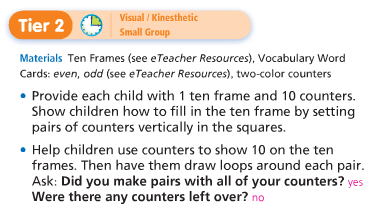 Tier 2
Visual / Kinesthetic
Small Group
Materials Ten Frames (see eTeacher Resources), Vocabulary Word
Cards: even, odd (see eTeacher Resources), two-color counters
• Provide each child with 1 ten frame and 10 counters.
Show children how to fill in the ten frame by setting
pairs of counters vertically in the squares.
• Help children use counters to show 10 on the ten
frames. Then have them draw loops around each pair.
Ask: Did you make pairs with all of your counters? yes
Were there any counters left over? no